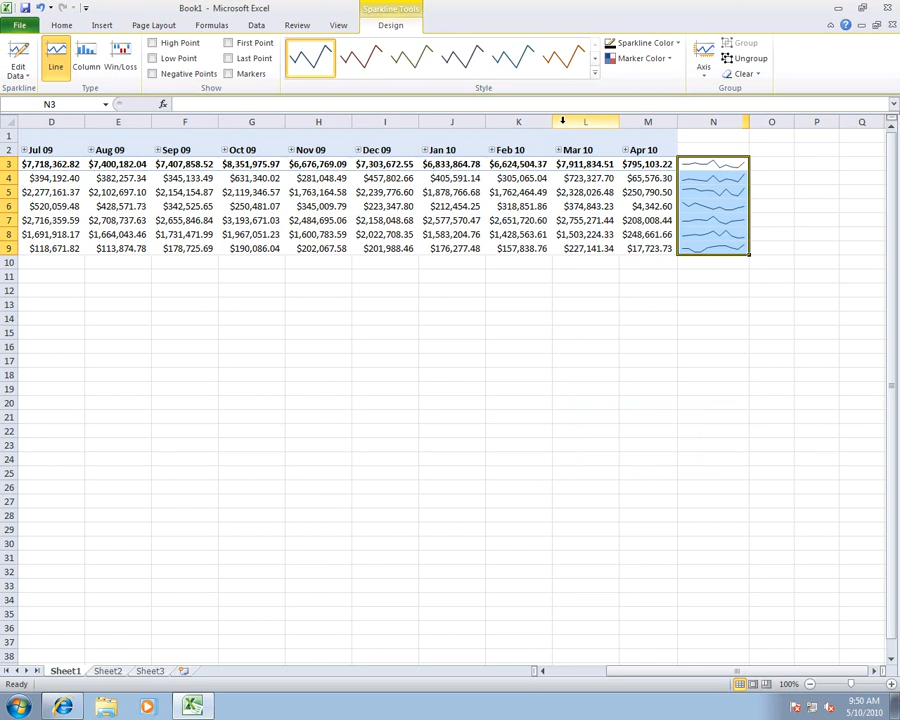 Book1 - Microsoft Excel
Sparkline Tools
File Home Insert Page Layout Formulas Data Review View Design
Edit Data
Sparkline
Line Column Win/Loss
Type
High Point First Point
Low Point Last Point
Negative Points Markers
Show
Style
Sparkline Color
Marker Color
Axis
Group
Ungroup
Clear
Group
N3 fx
D E F G H I J K L M N O P Q
1
2 Jul 09 Aug 09 Sep 09 Oct 09 Nov 09 Dec 09 Jan 10 Feb 10 Mar 10 Apr 10
3 $7,718,362.82 $7,400,182.04 $7,407,858.52 $8,351,975.97 $6,676,769.09 $7,303,672.55 $6,833,864.78 $6,624,504.37 $7,911,834.51 $795,103.22
4 $394,192.40 $382,257.34 $345,133.49 $631,340.02 $281,048.49 $457,802.66 $405,591.14 $305,065.04 $723,327.70 $65,576.30
5 $2,277,161.37 $2,102,697.10 $2,154,154.87 $2,119,346.57 $1,763,164.58 $2,239,776.60 $1,878,766.68 $1,762,464.49 $2,328,026.48 $250,790.50
6 $520,059.48 $428,571.73 $342,525.65 $250,481.07 $345,009.79 $223,347.80 $212,454.25 $318,851.86 $374,843.23 $4,342.60
7 $2,716,359.59 $2,708,737.63 $2,655,846.84 $3,193,671.03 $2,484,695.06 $2,158,048.68 $2,577,570.47 $2,651,720.60 $2,755,271.44 $208,008.44
8 $1,691,918.17 $1,664,043.46 $1,731,471.99 $1,967,051.23 $1,600,783.59 $2,022,708.35 $1,583,204.76 $1,428,563.61 $1,503,224.33 $248,661.66
9 $118,671.82 $113,874.78 $178,725.69 $190,086.04 $202,067.58 $201,988.46 $176,277.48 $157,838.76 $227,141.34 $17,723.73
10
11
12
13
14
15
16
17
18
19
20
21
22
23
24
25
26
27
28
29
30
31
32
33
34
35
36
37
38
Sheet1 Sheet2 Sheet3
Ready 100%
9:50 AM
5/10/2010